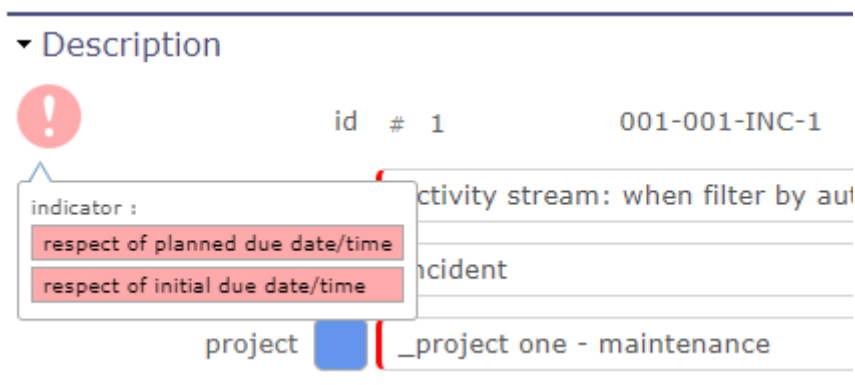 Description
!
id # 1 001-001-INC-1
ctivity stream: when filter by aut
indicator :
respect of planned due date/time
ncident
respect of initial due date/time
project _project one - maintenance